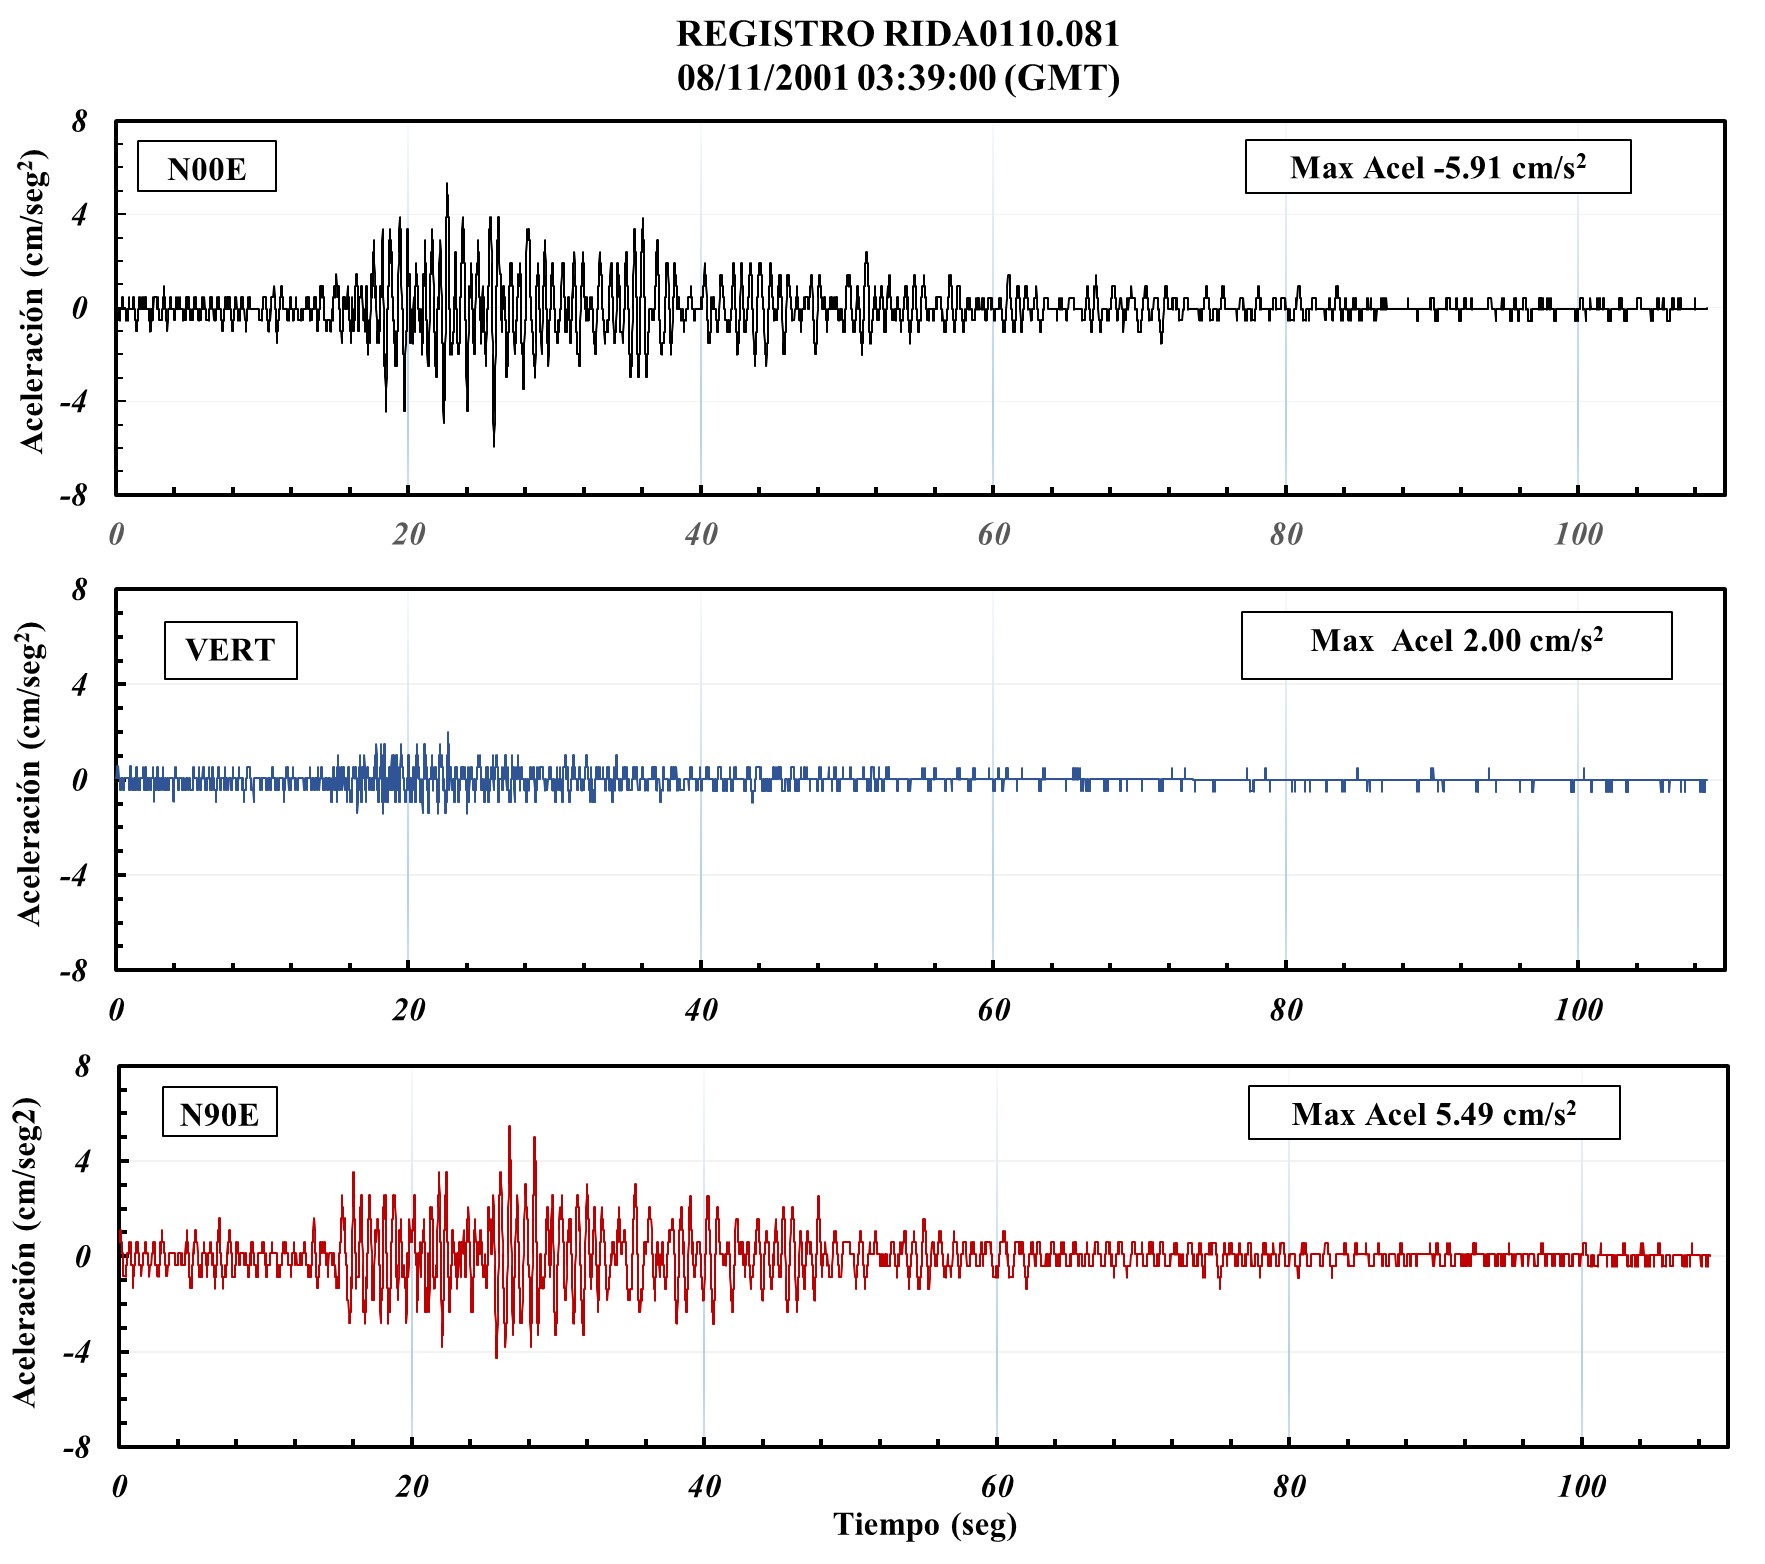 REGISTRO RIDA0110.081
08/11/2001 03:39:00 (GMT)
Aceleración (cm/seg²)
8
4
0
-4
-8
N00E
Max Acel -5.91 cm/s²
0 20 40 60 80 100
Aceleración (cm/seg²)
8
4
0
-4
-8
VERT
Max Acel 2.00 cm/s²
0 20 40 60 80 100
Aceleración (cm/seg2)
8
4
0
-4
-8
N90E
Max Acel 5.49 cm/s²
0 20 40 60 80 100
Tiempo (seg)